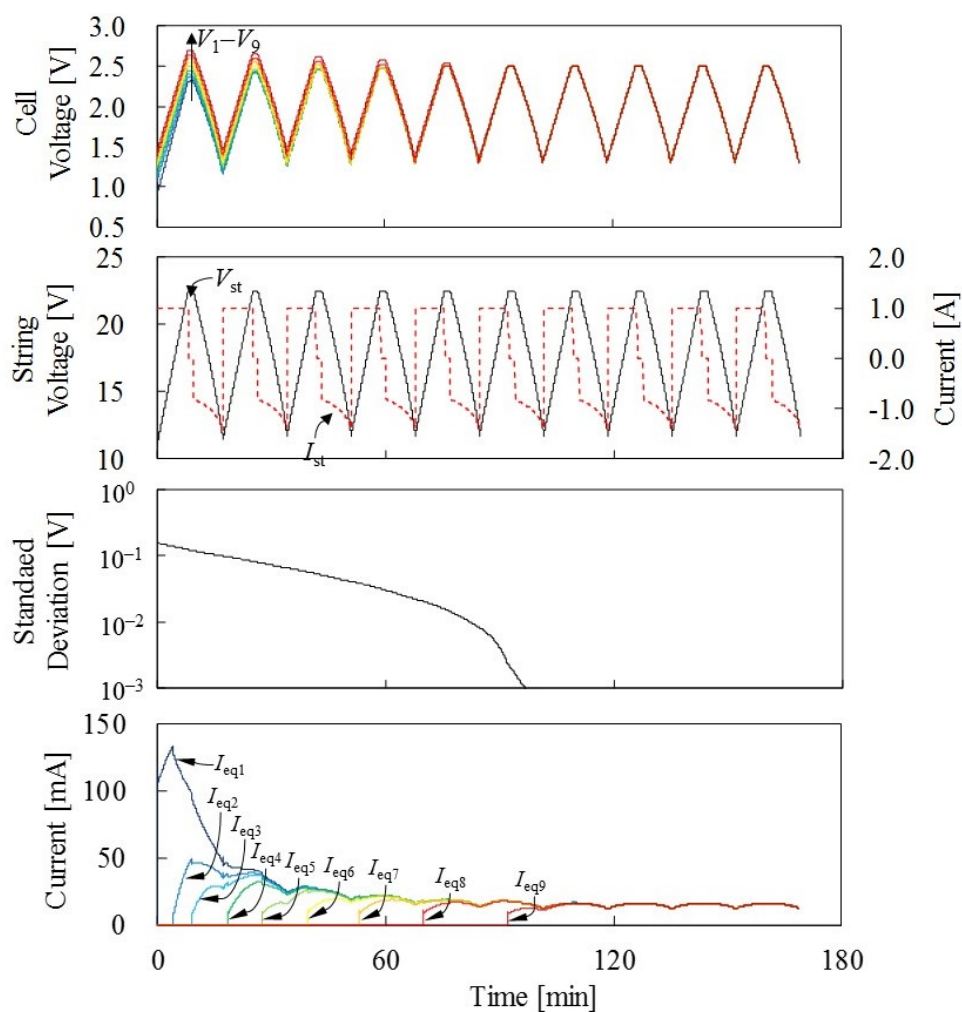 Cell
Voltage [V]
3.0
2.5
2.0
1.5
1.0
0.5
V1–V9
String
Voltage [V]
25
20
15
10
Vst
Ist
2.0
1.0
0.0
-1.0
-2.0
Current [A]
Standaed
Deviation [V]
10⁰
10⁻¹
10⁻²
10⁻³
Current [mA]
150
100
50
0
Ieq1
Ieq2
Ieq3
Ieq4
Ieq5
Ieq6
Ieq7
Ieq8
Ieq9
0 60 120 180
Time [min]